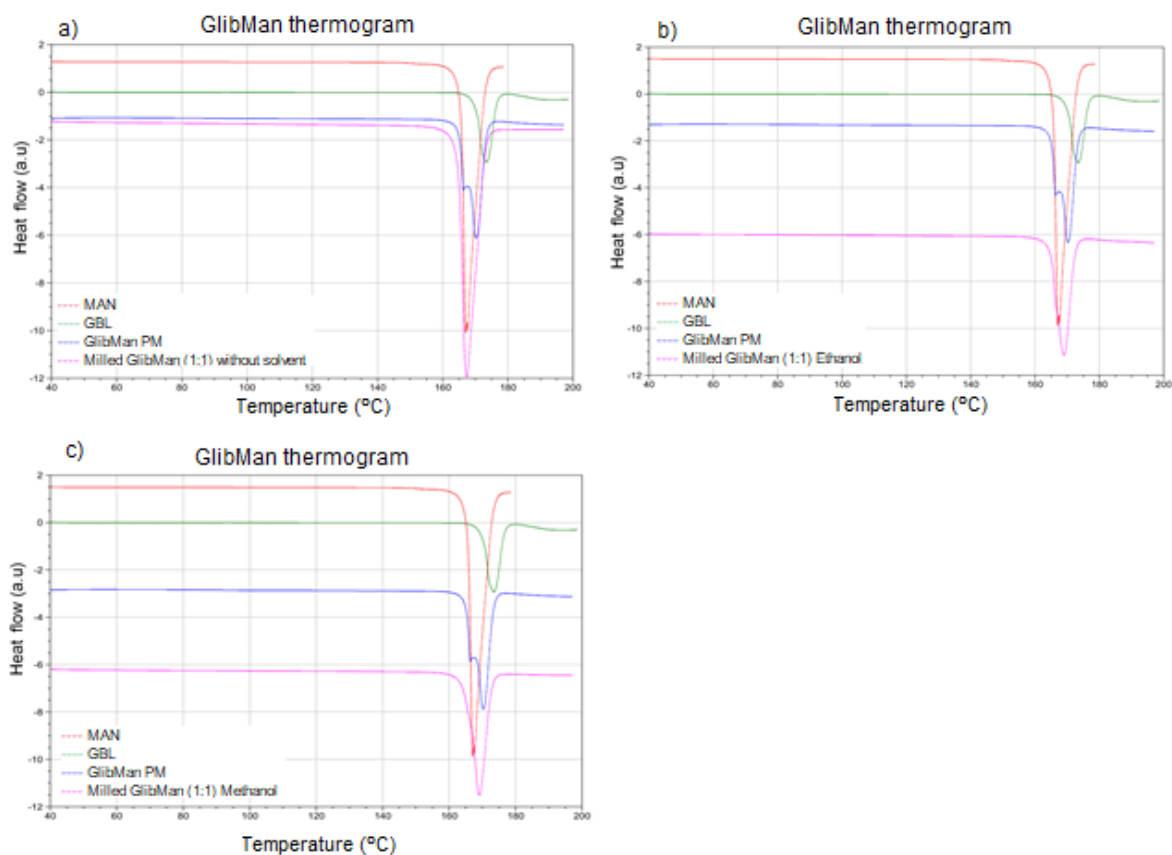 a)
GlibMan thermogram
2
0
-2
-4
-6
-8
-10
-12
Heat flow (a.u)
MAN
GBL
GlibMan PM
Milled GlibMan (1:1) without solvent
40 60 80 100 120 140 160 180 200
Temperature (°C)
b)
GlibMan thermogram
2
0
-2
-4
-6
-8
-10
-12
Heat flow (a.u)
MAN
GBL
GlibMan PM
Milled GlibMan (1:1) Ethanol
40 60 80 100 120 140 160 180 200
Temperature (°C)
c)
GlibMan thermogram
2
0
-2
-4
-6
-8
-10
-12
Heat flow (a.u)
MAN
GBL
GlibMan PM
Milled GlibMan (1:1) Methanol
40 60 80 100 120 140 160 180 200
Temperature (°C)